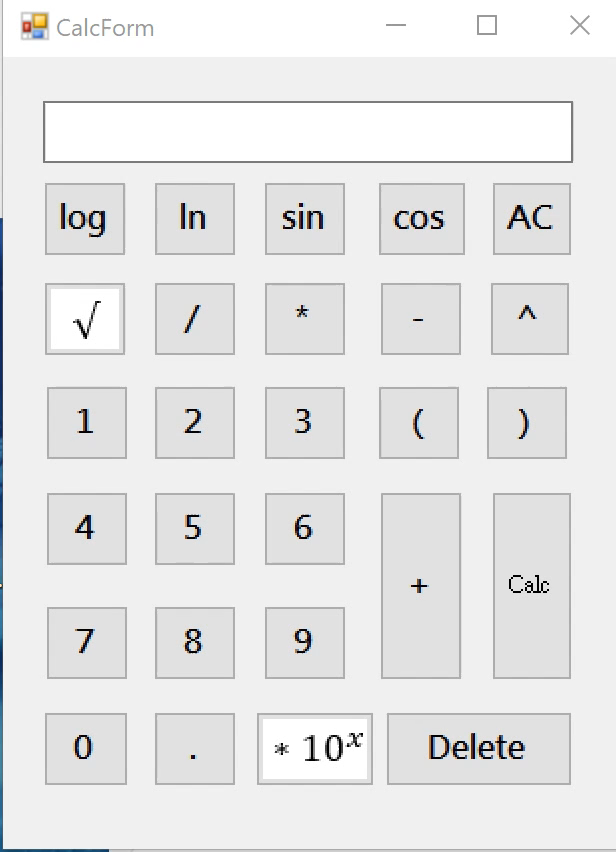 CalcForm
log ln sin cos AC
√ / * - ^
1 2 3 ( )
4 5 6
+ Calc
7 8 9
0 . * 10^x Delete